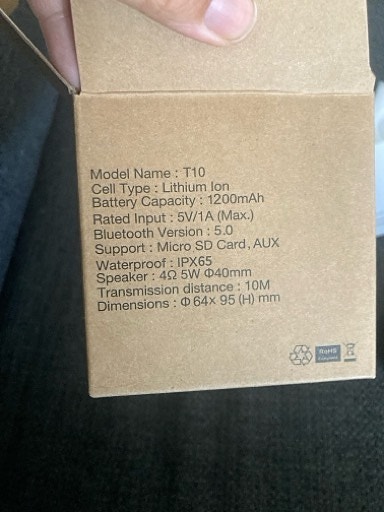 Model Name : T10
Cell Type : Lithium Ion
Battery Capacity : 1200mAh
Rated Input : 5V/1A (Max.)
Bluetooth Version : 5.0
Support : Micro SD Card, AUX
Waterproof : IPX65
Speaker : 4Ω 5W Φ40mm
Transmission distance : 10M
Dimensions : Φ 64× 95 (H) mm
RoHS